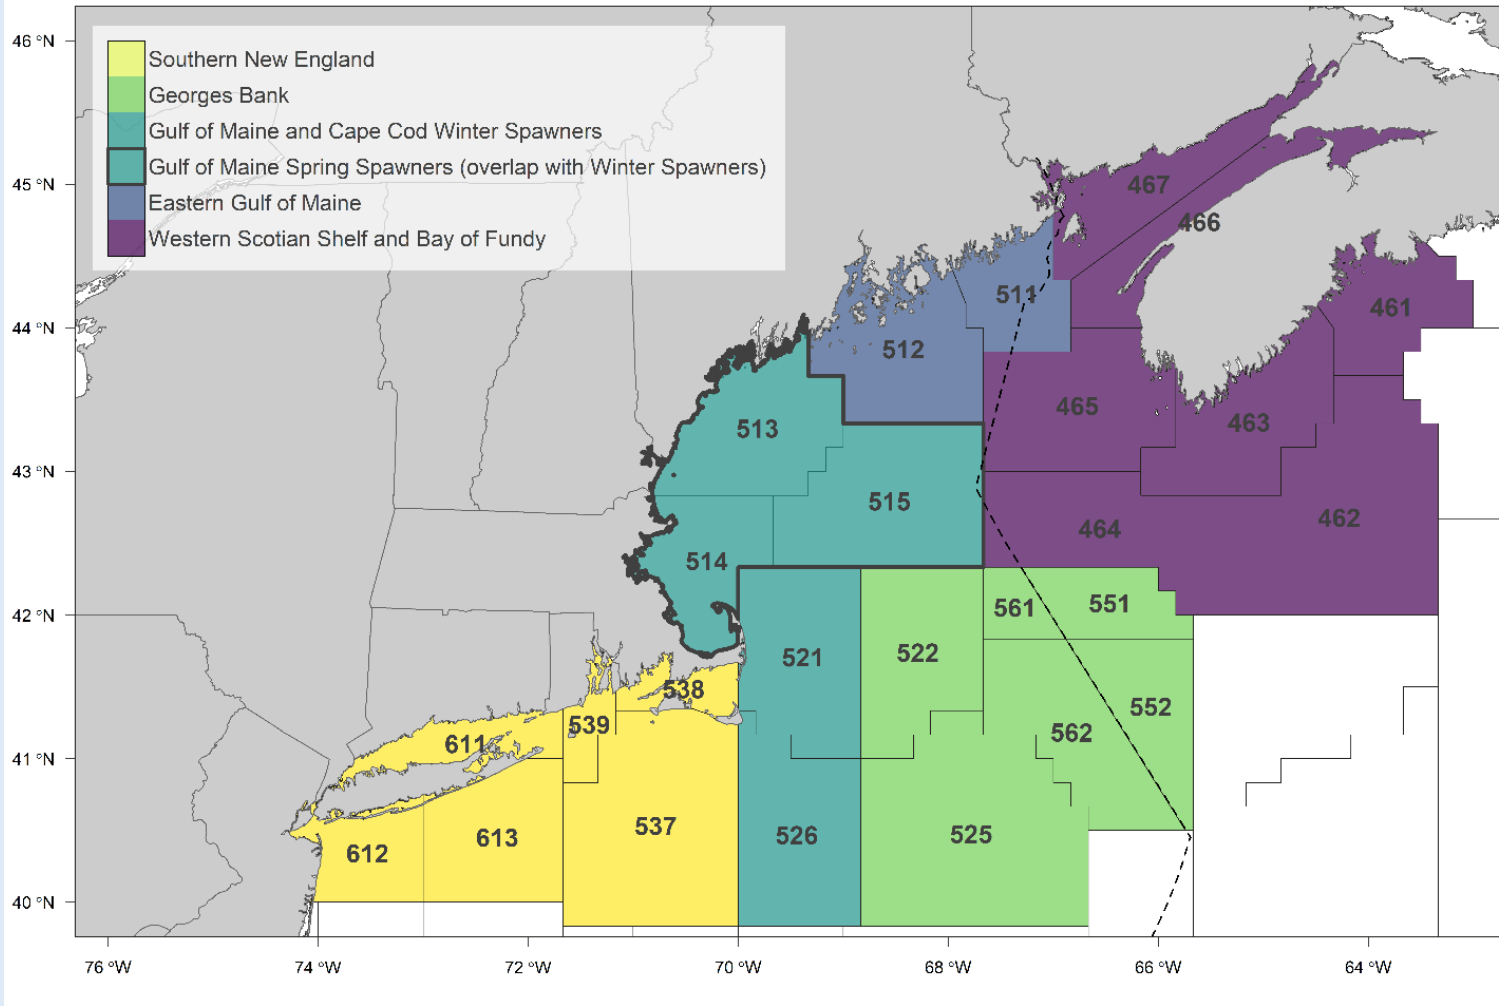 46 °N
Southern New England
Georges Bank
Gulf of Maine and Cape Cod Winter Spawners
Gulf of Maine Spring Spawners (overlap with Winter Spawners)
Eastern Gulf of Maine
Western Scotian Shelf and Bay of Fundy
45 °N
467
466
511
461
44 °N
512
465
463
513
43 °N
515
462
464
514
42 °N
561
551
521
522
538
552
539
562
611
41 °N
537
526
525
613
612
40 °N
76 °W
74 °W
72 °W
70 °W
68 °W
66 °W
64 °W